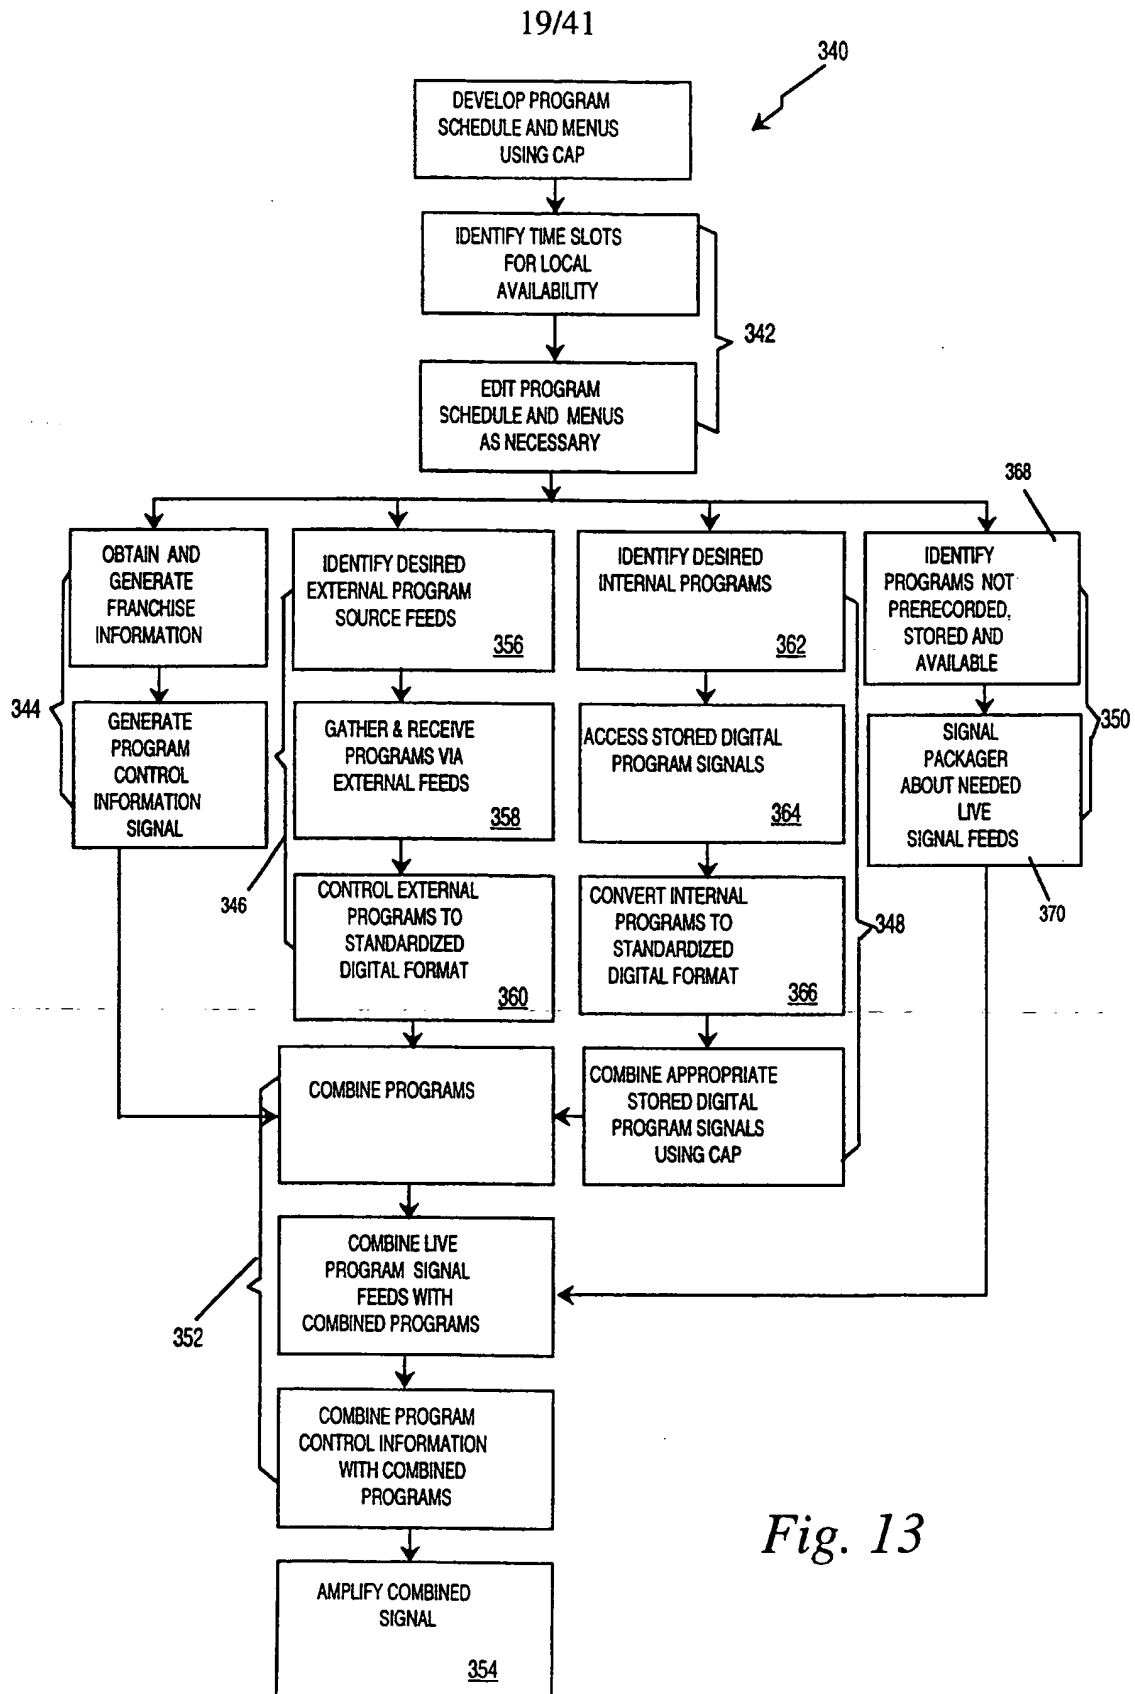 19/41
340
DEVELOP PROGRAM
SCHEDULE AND MENUS
USING CAP
IDENTIFY TIME SLOTS
FOR LOCAL
AVAILABILITY
342
EDIT PROGRAM
SCHEDULE AND MENUS
AS NECESSARY
368
OBTAIN AND
GENERATE
FRANCHISE
INFORMATION
IDENTIFY DESIRED
EXTERNAL PROGRAM
SOURCE FEEDS
356
IDENTIFY DESIRED
INTERNAL PROGRAMS
362
IDENTIFY
PROGRAMS NOT
PRERECORDED,
STORED AND
AVAILABLE
344
350
GENERATE
PROGRAM
CONTROL
INFORMATION
SIGNAL
GATHER & RECEIVE
PROGRAMS VIA
EXTERNAL FEEDS
358
ACCESS STORED DIGITAL
PROGRAM SIGNALS
364
SIGNAL
PACKAGER
ABOUT NEEDED
LIVE
SIGNAL FEEDS
346
370
CONTROL EXTERNAL
PROGRAMS TO
STANDARDIZED
DIGITAL FORMAT
360
CONVERT INTERNAL
PROGRAMS TO
STANDARDIZED
DIGITAL FORMAT
366
348
COMBINE PROGRAMS
COMBINE APPROPRIATE
STORED DIGITAL
PROGRAM SIGNALS
USING CAP
COMBINE LIVE
PROGRAM SIGNAL
FEEDS WITH
COMBINED PROGRAMS
352
COMBINE PROGRAM
CONTROL INFORMATION
WITH COMBINED
PROGRAMS
Fig. 13
AMPLIFY COMBINED
SIGNAL
354